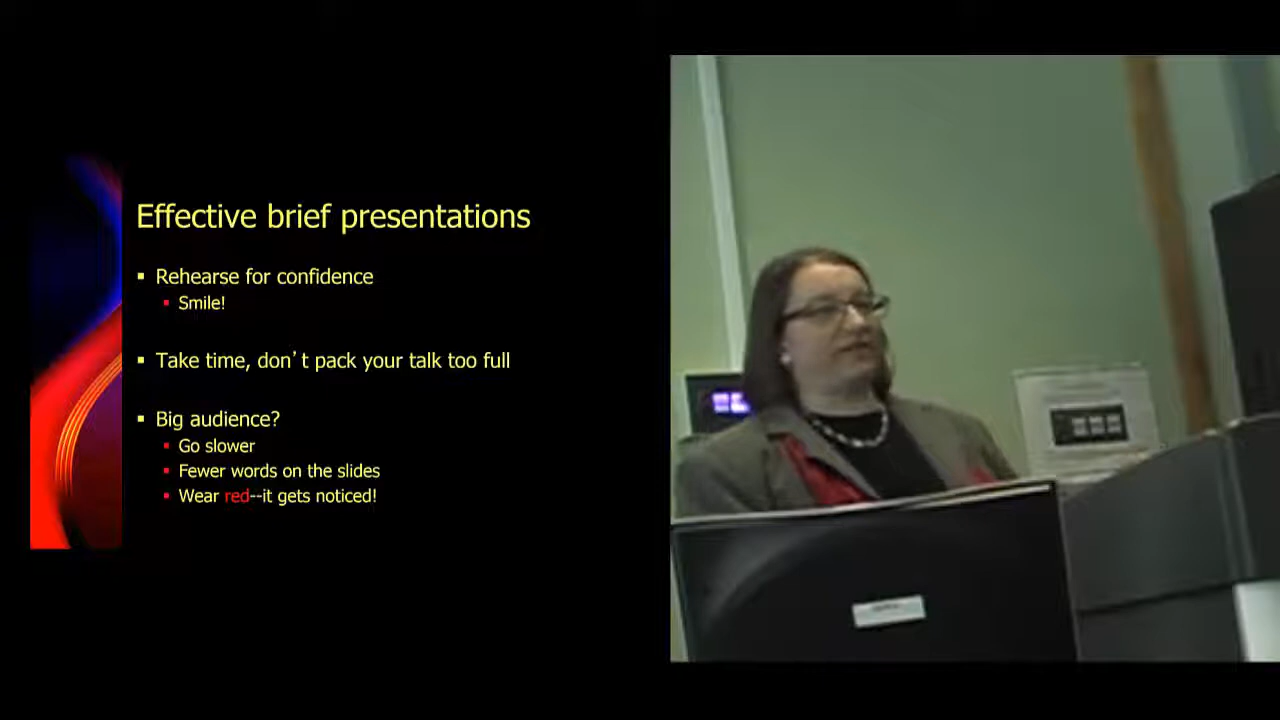 Effective brief presentations
▪ Rehearse for confidence
▪ Smile!
▪ Take time, don’t pack your talk too full
▪ Big audience?
▪ Go slower
▪ Fewer words on the slides
▪ Wear red--it gets noticed!